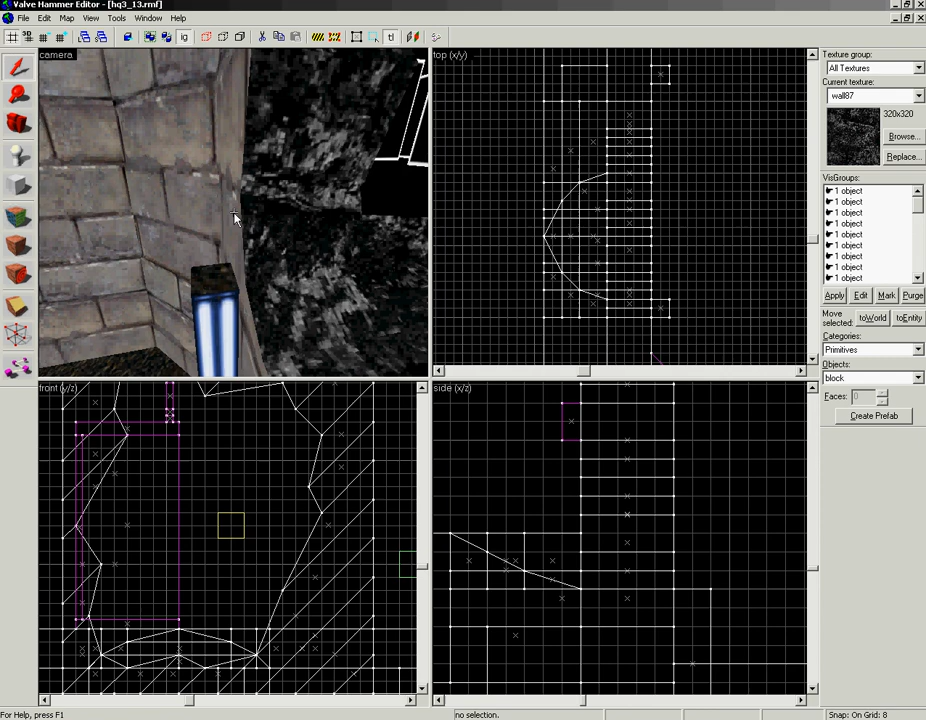 Valve Hammer Editor - [hq3_13.rmf]
File Edit Map View Tools Window Help
3D ig tl
camera
top (x/y)
front (y/z)
side (x/z)
Texture group:
All Textures
Current texture:
wall87
320x320
Browse...
Replace...
VisGroups:
1 object
1 object
1 object
1 object
1 object
1 object
1 object
1 object
1 object
Apply Edit Mark Purge
Move selected: toWorld toEntity
Categories:
Primitives
Objects:
block
Faces: 0
Create Prefab
For Help, press F1
no selection.
Snap: On Grid: 8